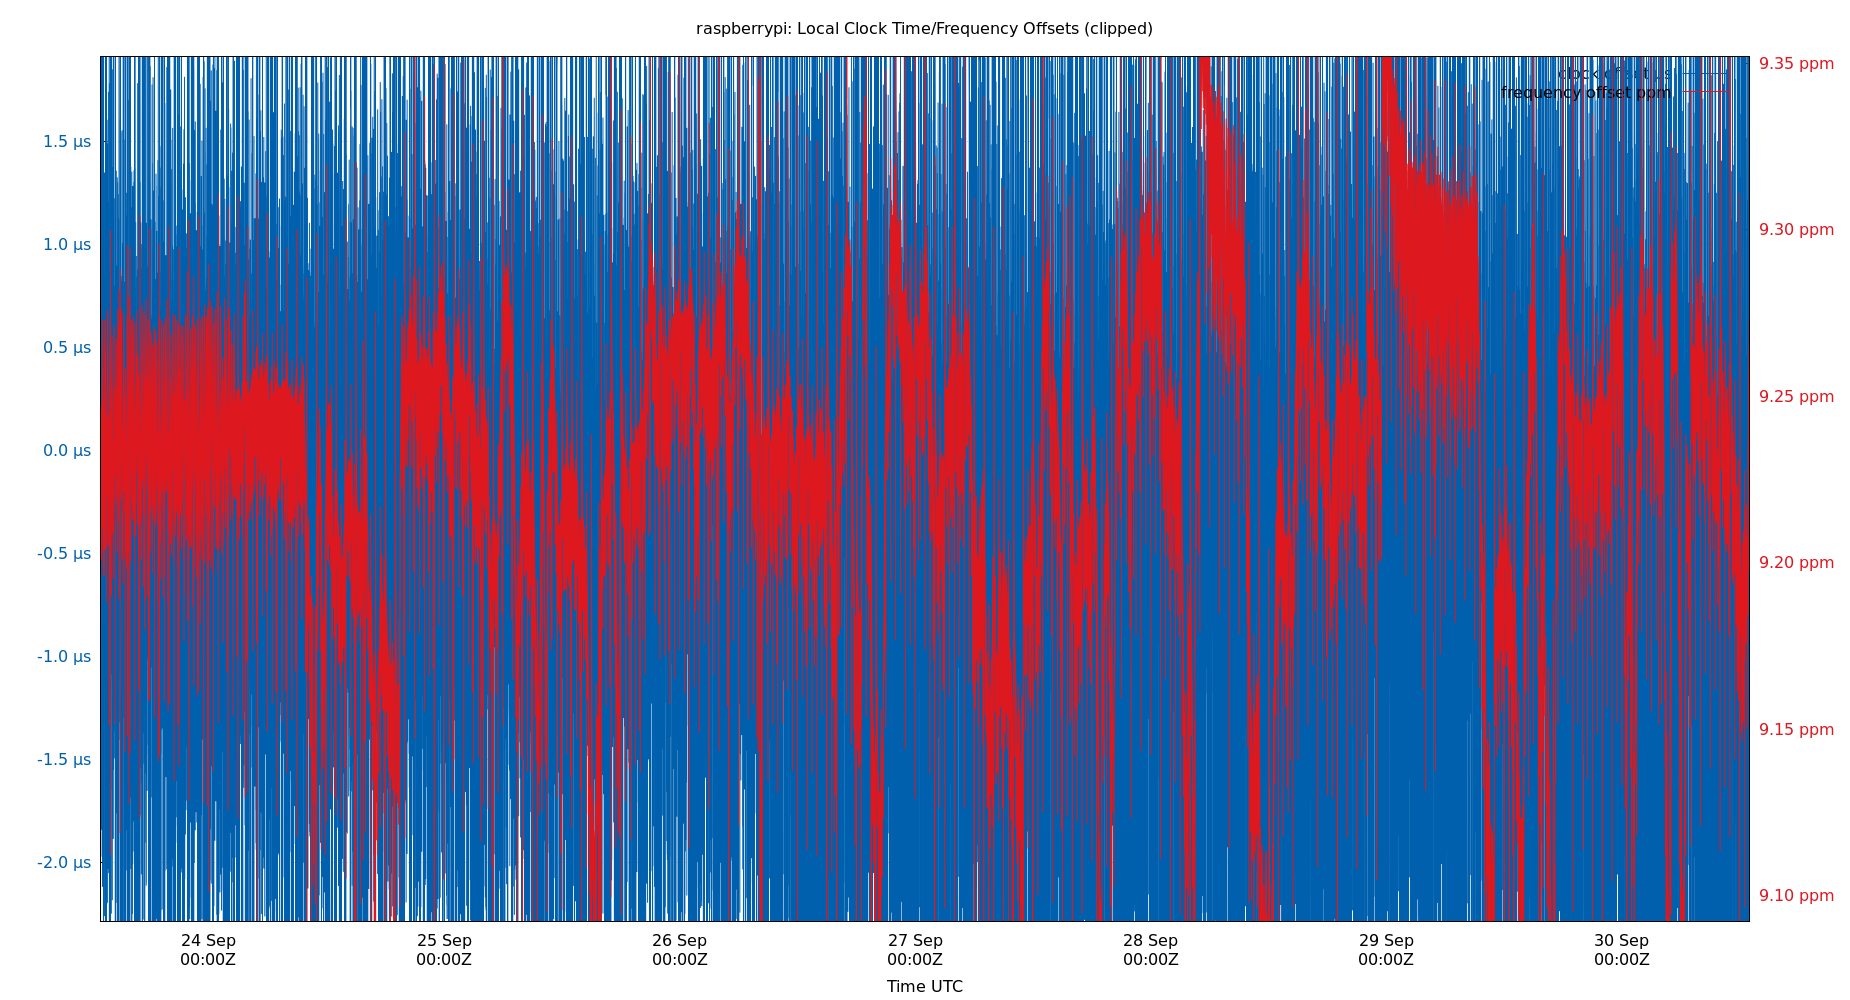 raspberrypi: Local Clock Time/Frequency Offsets (clipped)
9.35 ppm
clock offset µs
frequency offset ppm
1.5 µs
1.0 µs
9.30 ppm
0.5 µs
9.25 ppm
0.0 µs
-0.5 µs
9.20 ppm
-1.0 µs
9.15 ppm
-1.5 µs
-2.0 µs
9.10 ppm
24 Sep 25 Sep 26 Sep 27 Sep 28 Sep 29 Sep 30 Sep
00:00Z 00:00Z 00:00Z 00:00Z 00:00Z 00:00Z 00:00Z
Time UTC